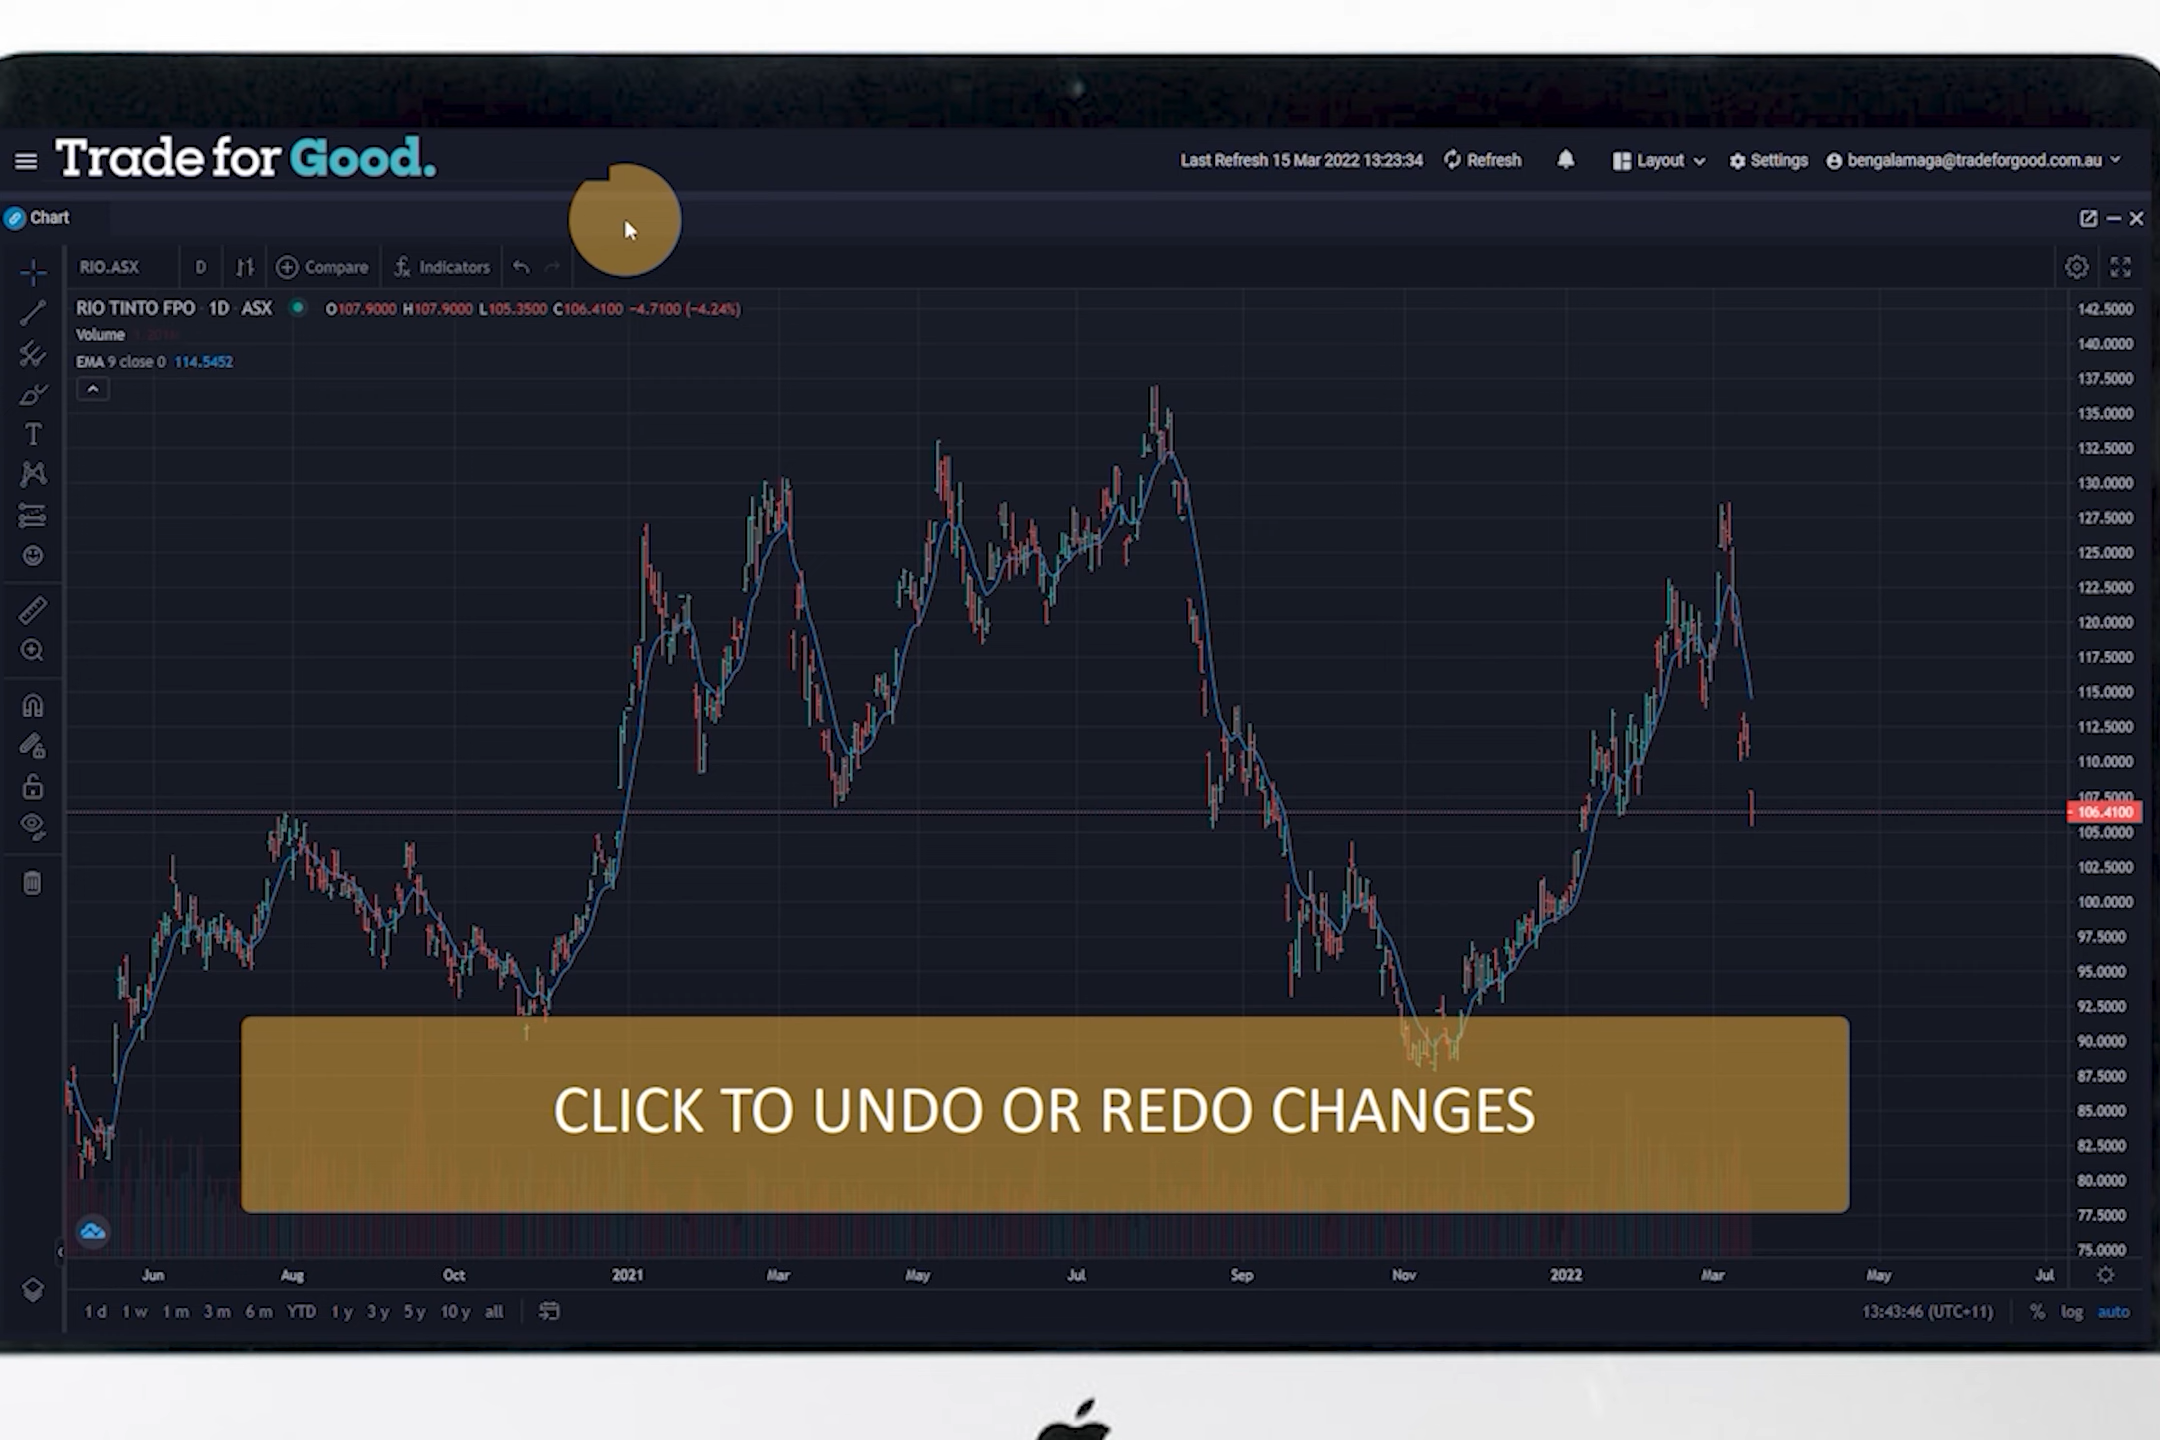 Trade for Good.
Last Refresh 15 Mar 2022 13:23:34 Refresh Layout Settings bengalamaga@tradeforgood.com.au
Chart
RIO.ASX D Compare Indicators
RIO TINTO FPO · 1D · ASX O107.9000 H107.9000 L105.3500 C106.4100 −4.7100 (−4.24%)
Volume
EMA 9 close 0 114.5452
142.5000
140.0000
137.5000
135.0000
132.5000
130.0000
127.5000
125.0000
122.5000
120.0000
117.5000
115.0000
112.5000
110.0000
107.5000
106.4100
105.0000
102.5000
100.0000
97.5000
95.0000
92.5000
90.0000
87.5000
85.0000
82.5000
80.0000
77.5000
75.0000
CLICK TO UNDO OR REDO CHANGES
Jun Aug Oct 2021 Mar May Jul Sep Nov 2022 Mar May Jul
1d 1w 1m 3m 6m YTD 1y 3y 5y 10y all 13:43:46 (UTC+11) % log auto